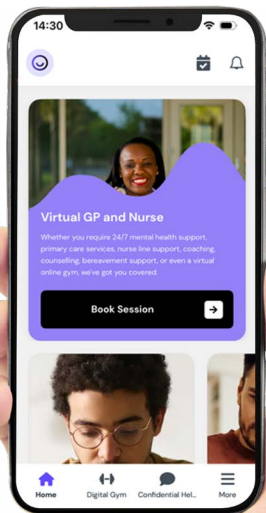 14:30
Virtual GP and Nurse
Whether you require 24/7 mental health support,
primary care services, nurse line support, coaching,
counselling, bereavement support, or even a virtual
online gym, we've got you covered.
Book Session
Home
Digital Gym
Confidential Hel...
More